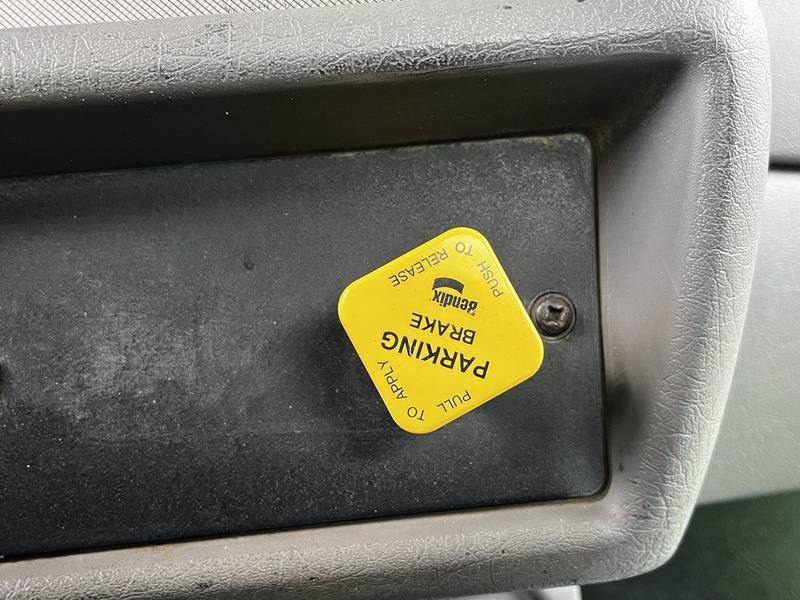 PULL TO APPLY
PARKING
BRAKE
Bendix
PUSH TO RELEASE